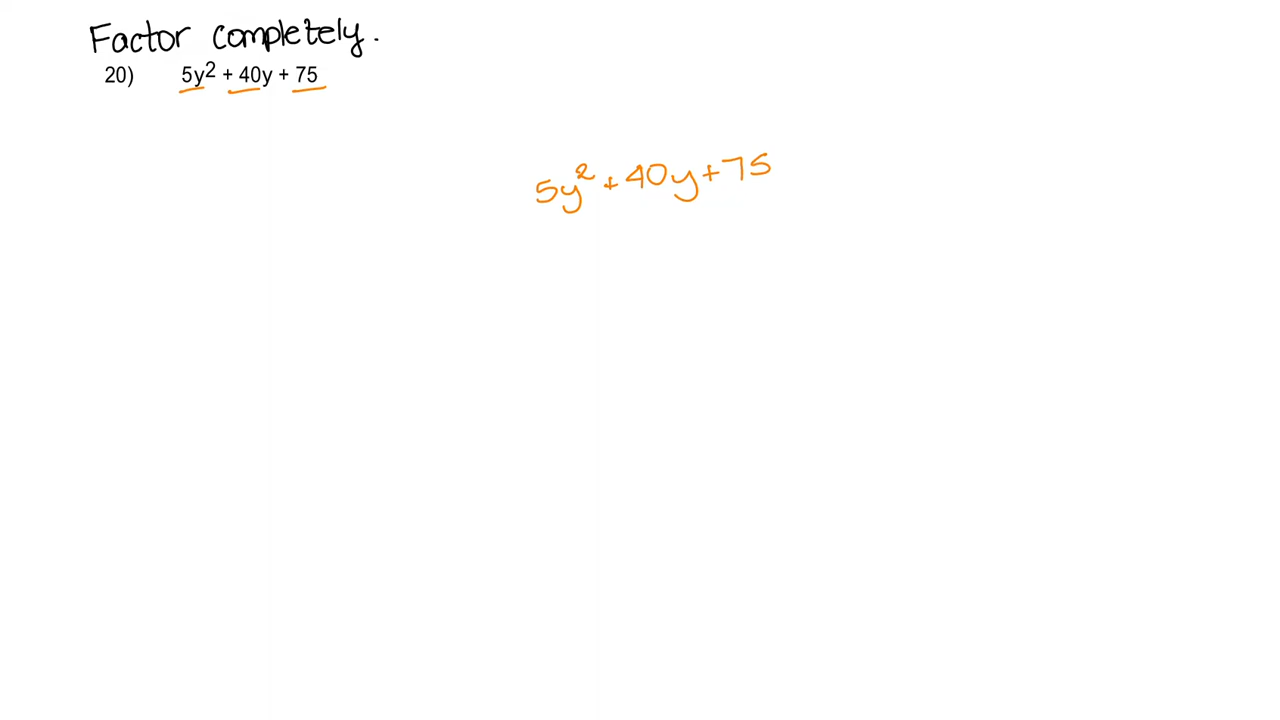 Factor completely.
20) 5y² + 40y + 75
5y² + 40y + 75